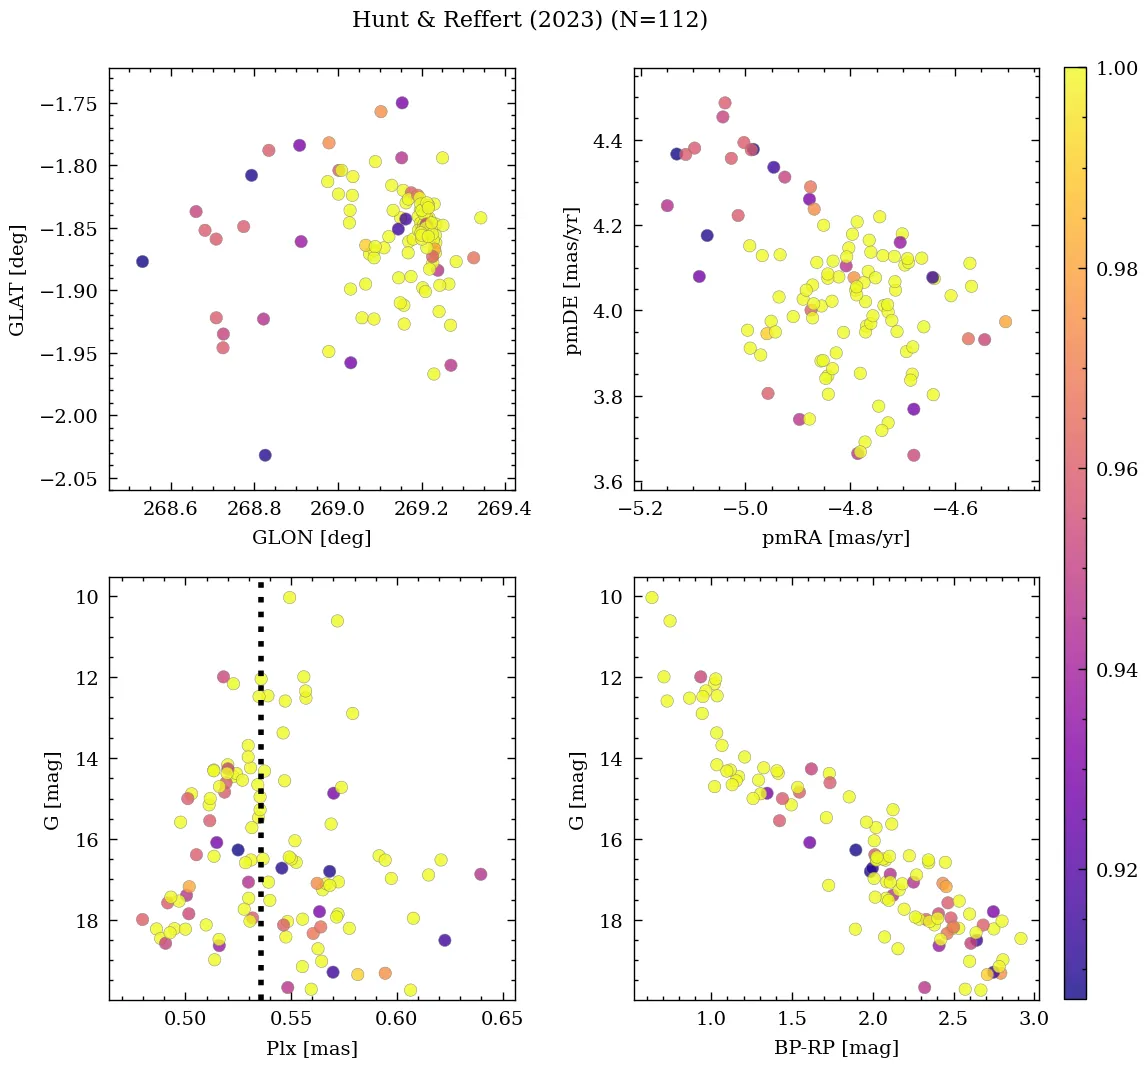 Hunt & Reffert (2023) (N=112)
−1.75
−1.80
−1.85
−1.90
−1.95
−2.00
−2.05
GLAT [deg]
268.6 268.8 269.0 269.2 269.4
GLON [deg]
4.4
4.2
4.0
3.8
3.6
pmDE [mas/yr]
−5.2 −5.0 −4.8 −4.6
pmRA [mas/yr]
10
12
14
16
18
G [mag]
0.50 0.55 0.60 0.65
Plx [mas]
10
12
14
16
18
G [mag]
1.0 1.5 2.0 2.5 3.0
BP-RP [mag]
1.00
0.98
0.96
0.94
0.92